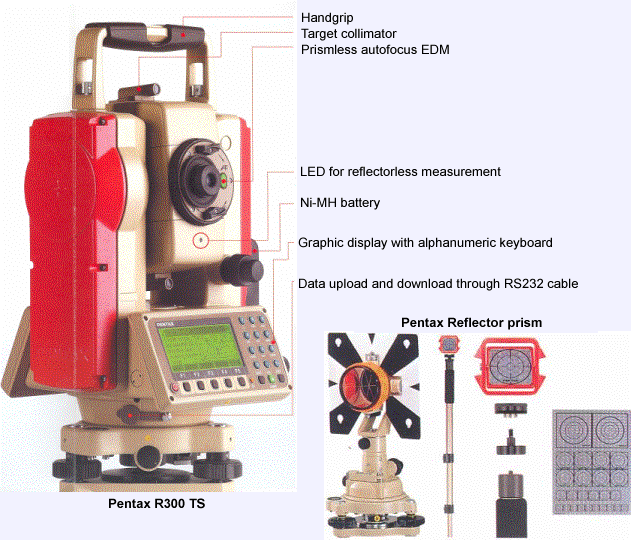 Handgrip
Target collimator
Prismless autofocus EDM
LED for reflectorless measurement
Ni-MH battery
Graphic display with alphanumeric keyboard
Data upload and download through RS232 cable
PENTAX
Pentax Reflector prism
Pentax R300 TS